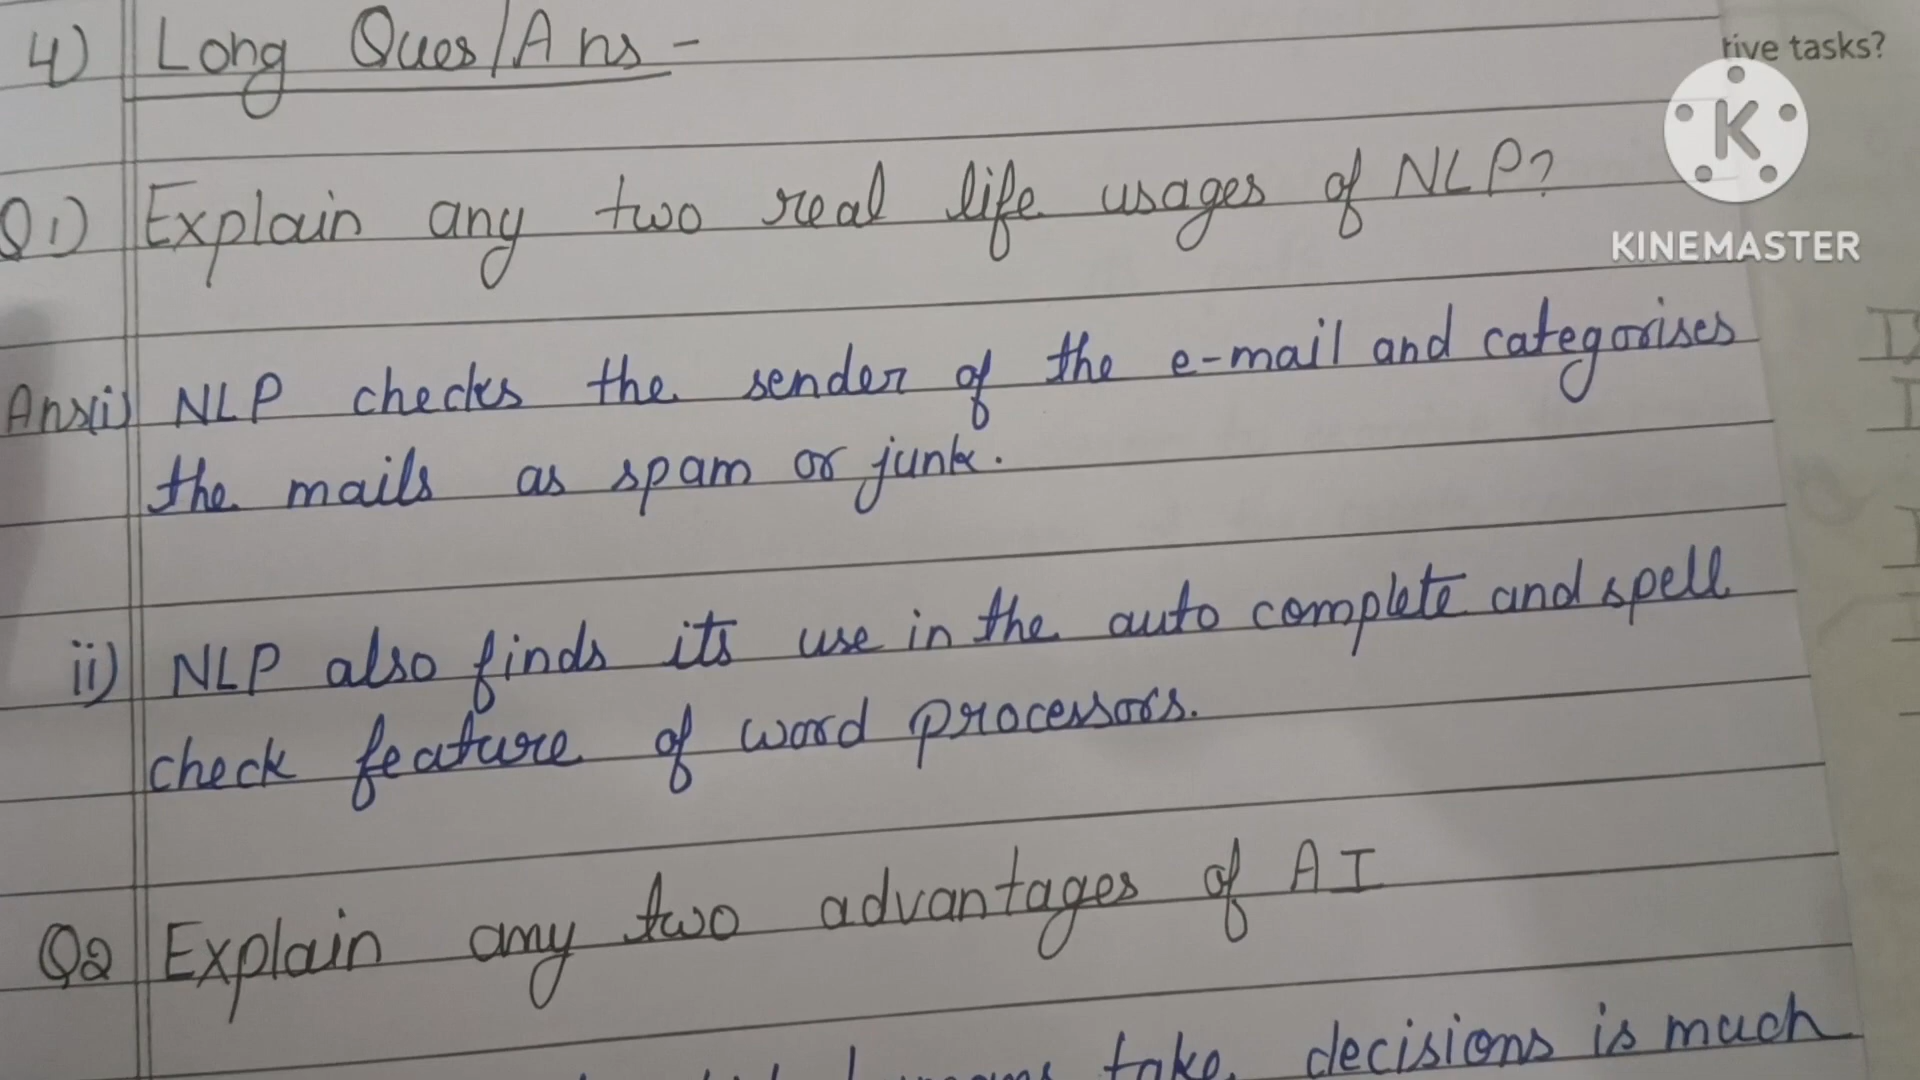 4) Long Ques/Ans -
tive tasks?
K
KINEMASTER
Q1) Explain any two real life usages of NLP?
Ans(i) NLP checks the sender of the e-mail and categorises
the mails as spam or junk.
ii) NLP also finds its use in the auto complete and spell
check feature of word processors.
Q2 Explain any two advantages of AI
take decisions is much